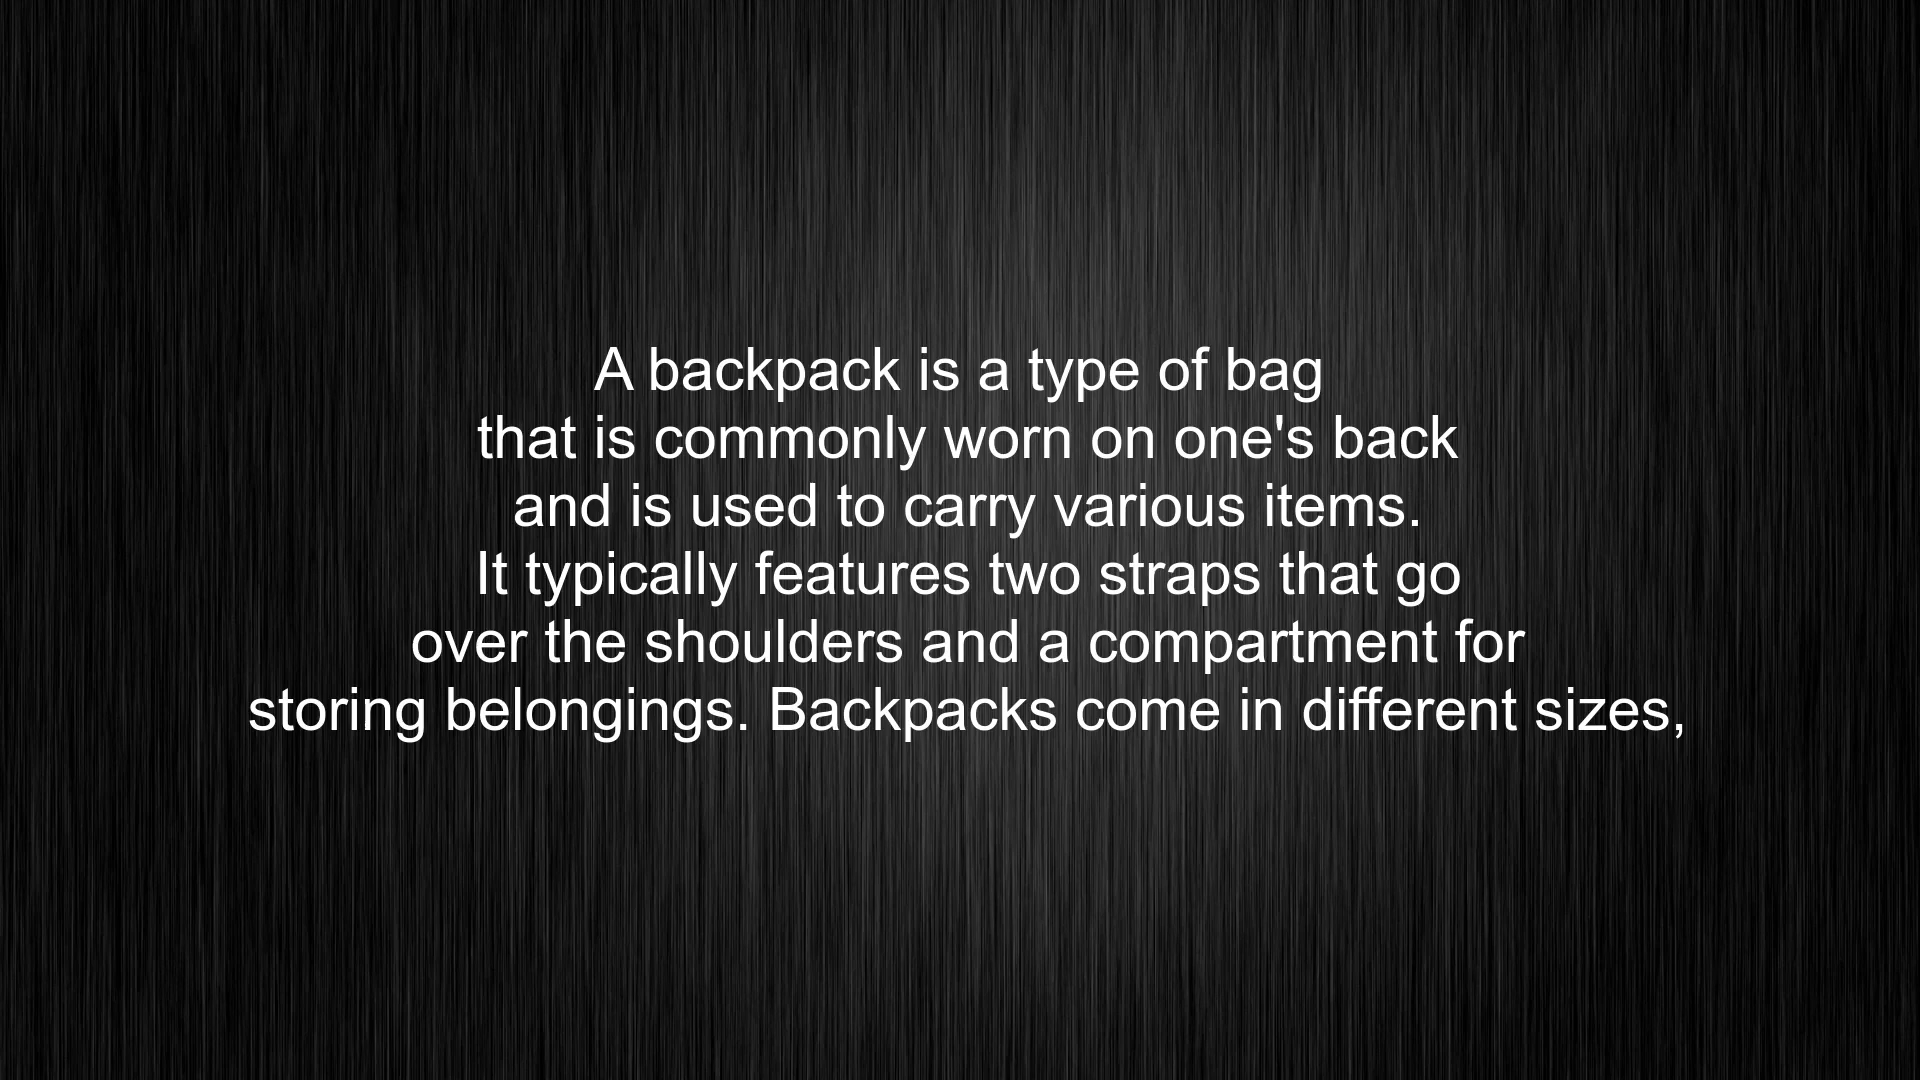 A backpack is a type of bag
that is commonly worn on one's back
and is used to carry various items.
It typically features two straps that go
over the shoulders and a compartment for
storing belongings. Backpacks come in different sizes,